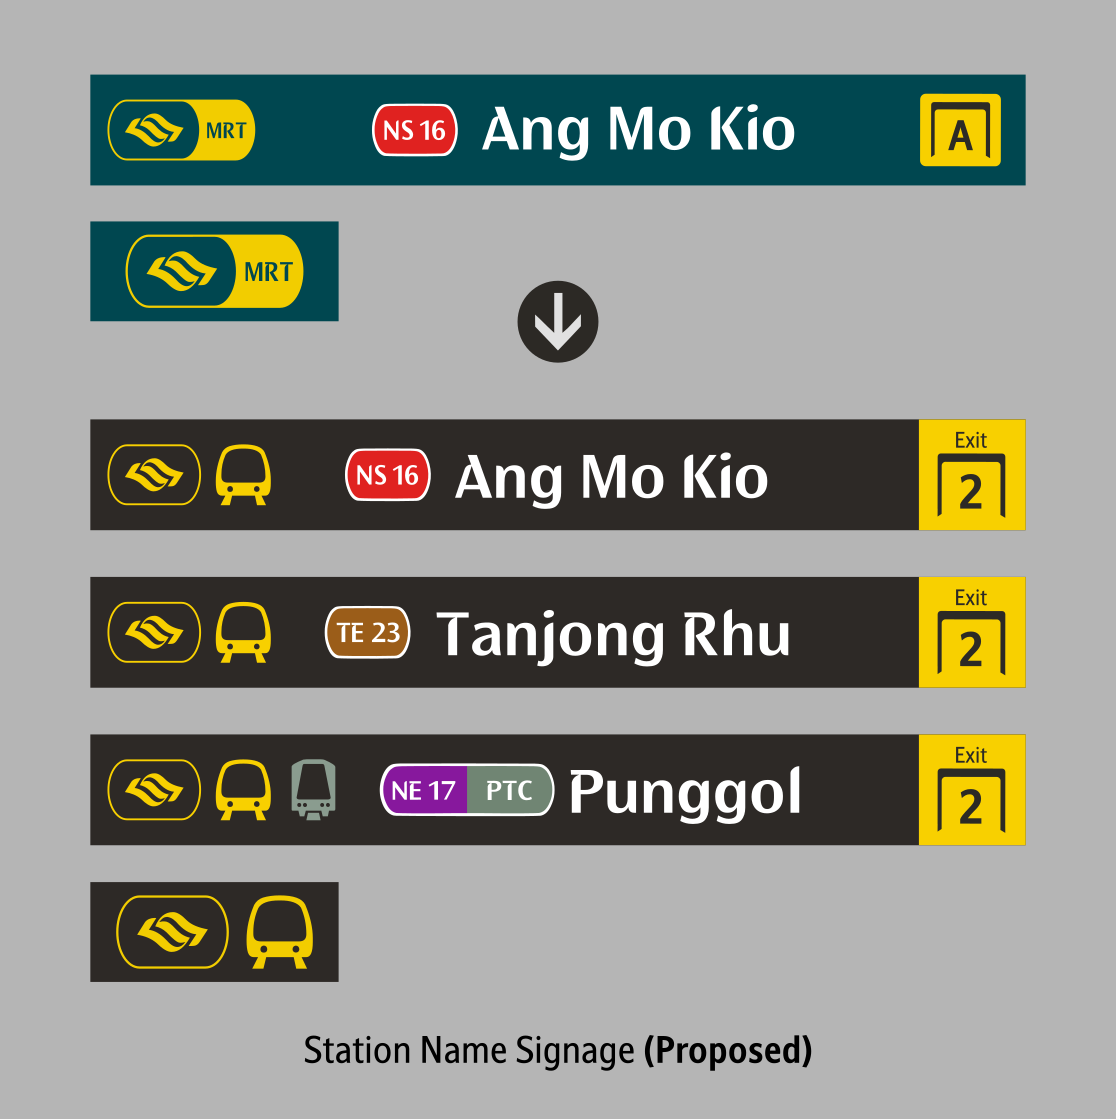 MRT NS 16 Ang Mo Kio A
MRT
NS 16 Ang Mo Kio Exit 2
TE 23 Tanjong Rhu Exit 2
NE 17 PTC Punggol Exit 2
Station Name Signage (Proposed)